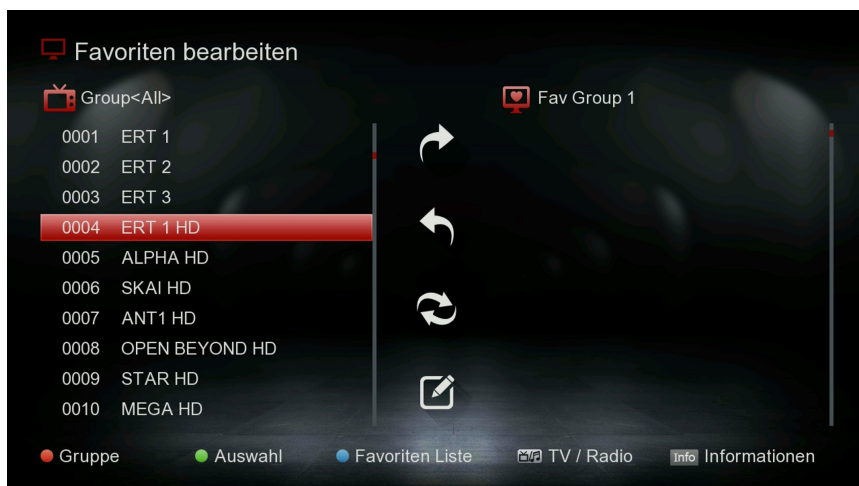 Favoriten bearbeiten
Group<All>
Fav Group 1
0001 ERT 1
0002 ERT 2
0003 ERT 3
0004 ERT 1 HD
0005 ALPHA HD
0006 SKAI HD
0007 ANT1 HD
0008 OPEN BEYOND HD
0009 STAR HD
0010 MEGA HD
Gruppe Auswahl Favoriten Liste TV / Radio Info Informationen